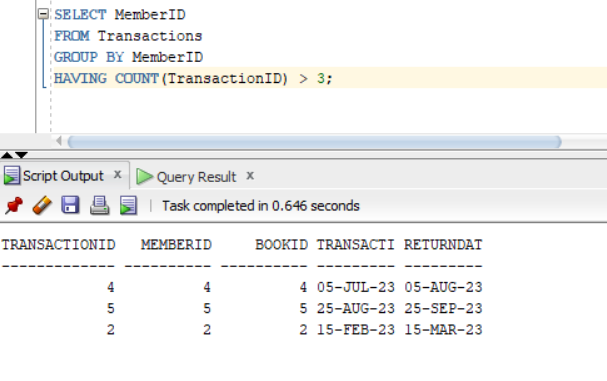 SELECT MemberID
FROM Transactions
GROUP BY MemberID
HAVING COUNT(TransactionID) > 3;
Script Output x Query Result x
Task completed in 0.646 seconds
TRANSACTIONID MEMBERID BOOKID TRANSACTI RETURNDAT
------------- ---------- ---------- --------- ---------
4 4 4 05-JUL-23 05-AUG-23
5 5 5 25-AUG-23 25-SEP-23
2 2 2 15-FEB-23 15-MAR-23